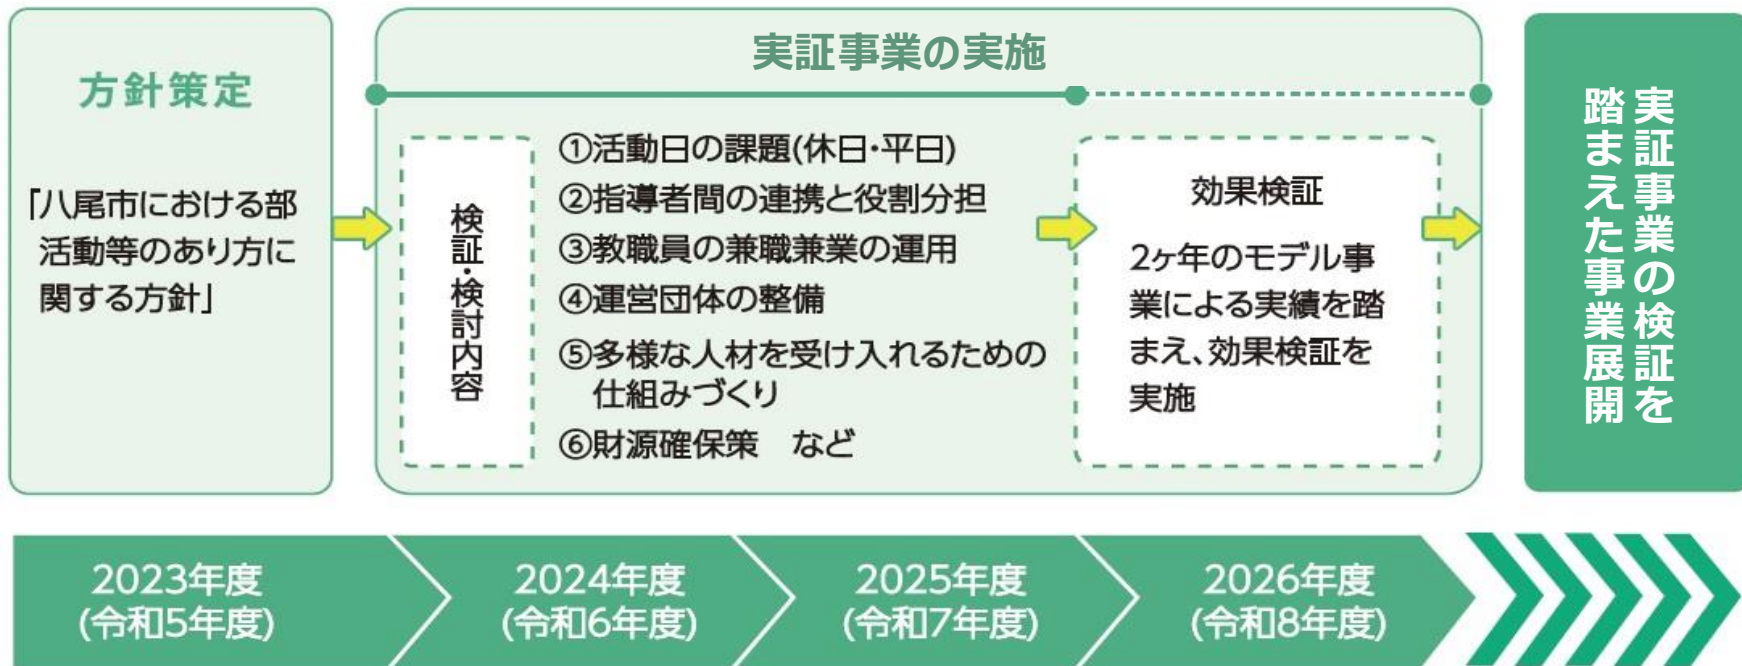 方針策定
「八尾市における部
活動等のあり方に
関する方針」
実証事業の実施
検証・検討内容
①活動日の課題(休日・平日)
②指導者間の連携と役割分担
③教職員の兼職兼業の運用
④運営団体の整備
⑤多様な人材を受け入れるための
仕組みづくり
⑥財源確保策　など
効果検証
2ヶ年のモデル事
業による実績を踏
まえ、効果検証を
実施
実証事業の検証を
踏まえた事業展開
2023年度
(令和5年度)
2024年度
(令和6年度)
2025年度
(令和7年度)
2026年度
(令和8年度)